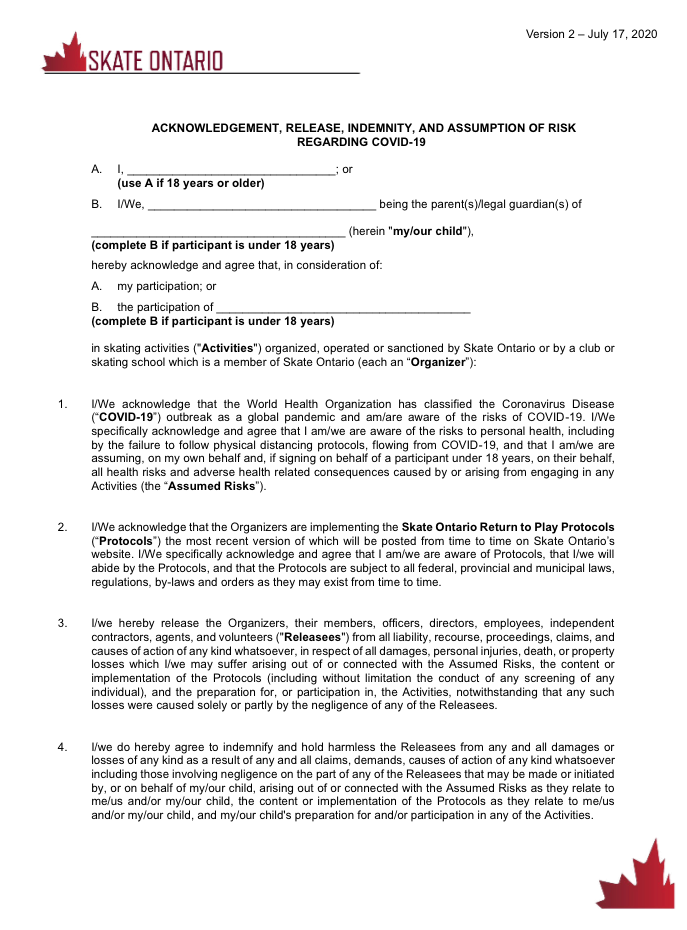 Version 2 – July 17, 2020
SKATE ONTARIO
ACKNOWLEDGEMENT, RELEASE, INDEMNITY, AND ASSUMPTION OF RISK
REGARDING COVID-19
A. I, _________________________________; or
(use A if 18 years or older)
B. I/We, ____________________________________ being the parent(s)/legal guardian(s) of
________________________________________ (herein "my/our child"),
(complete B if participant is under 18 years)
hereby acknowledge and agree that, in consideration of:
A. my participation; or
B. the participation of ________________________________________
(complete B if participant is under 18 years)
in skating activities ("Activities") organized, operated or sanctioned by Skate Ontario or by a club or
skating school which is a member of Skate Ontario (each an “Organizer”):
1. I/We acknowledge that the World Health Organization has classified the Coronavirus Disease
(“COVID-19”) outbreak as a global pandemic and am/are aware of the risks of COVID-19. I/We
specifically acknowledge and agree that I am/we are aware of the risks to personal health, including
by the failure to follow physical distancing protocols, flowing from COVID-19, and that I am/we are
assuming, on my own behalf and, if signing on behalf of a participant under 18 years, on their behalf,
all health risks and adverse health related consequences caused by or arising from engaging in any
Activities (the “Assumed Risks”).
2. I/We acknowledge that the Organizers are implementing the Skate Ontario Return to Play Protocols
(“Protocols”) the most recent version of which will be posted from time to time on Skate Ontario’s
website. I/We specifically acknowledge and agree that I am/we are aware of Protocols, that I/we will
abide by the Protocols, and that the Protocols are subject to all federal, provincial and municipal laws,
regulations, by-laws and orders as they may exist from time to time.
3. I/we hereby release the Organizers, their members, officers, directors, employees, independent
contractors, agents, and volunteers ("Releasees") from all liability, recourse, proceedings, claims, and
causes of action of any kind whatsoever, in respect of all damages, personal injuries, death, or property
losses which I/we may suffer arising out of or connected with the Assumed Risks, the content or
implementation of the Protocols (including without limitation the conduct of any screening of any
individual), and the preparation for, or participation in, the Activities, notwithstanding that any such
losses were caused solely or partly by the negligence of any of the Releasees.
4. I/we do hereby agree to indemnify and hold harmless the Releasees from any and all damages or
losses of any kind as a result of any and all claims, demands, causes of action of any kind whatsoever
including those involving negligence on the part of any of the Releasees that may be made or initiated
by, or on behalf of my/our child, arising out of or connected with the Assumed Risks as they relate to
me/us and/or my/our child, the content or implementation of the Protocols as they relate to me/us
and/or my/our child, and my/our child's preparation for and/or participation in any of the Activities.